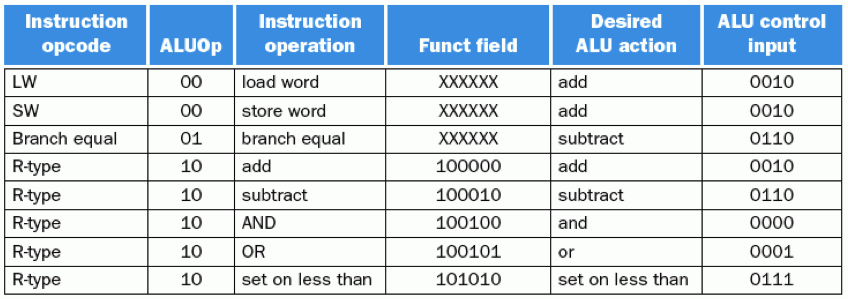 Instruction opcode ALUOp Instruction operation Funct field Desired ALU action ALU control input
LW 00 load word XXXXXX add 0010
SW 00 store word XXXXXX add 0010
Branch equal 01 branch equal XXXXXX subtract 0110
R-type 10 add 100000 add 0010
R-type 10 subtract 100010 subtract 0110
R-type 10 AND 100100 and 0000
R-type 10 OR 100101 or 0001
R-type 10 set on less than 101010 set on less than 0111